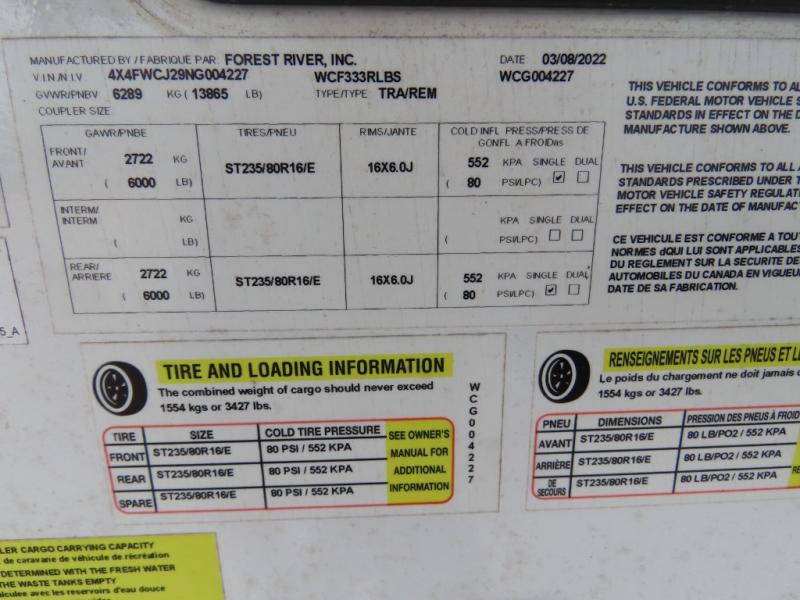 MANUFACTURED BY / FABRIQUE PAR: FOREST RIVER, INC. DATE 03/08/2022
V.I.N./N.I.V. 4X4FWCJ29NG004227 WCF333RLBS WCG004227
GVWR/PNBV 6289 KG ( 13865 LB) TYPE/TYPE TRA/REM
COUPLER SIZE
GAWR/PNBE TIRES/PNEU RIMS/JANTE COLD INFL PRESS/PRESS DE
GONFL. A FROIDπs
FRONT/
AVANT 2722 KG ST235/80R16/E 16X6.0J 552 KPA SINGLE DUAL
( 6000 LB) ( 80 PSI/LPC)
INTERM/
INTERM KG KPA SINGLE DUAL
( LB) ( PSI/LPC)
REAR/
ARRIERE 2722 KG ST235/80R16/E 16X6.0J 552 KPA SINGLE DUAL
( 6000 LB) ( 80 PSI/LPC)
THIS VEHICLE CONFORMS TO AL
U.S. FEDERAL MOTOR VEHICLE S
STANDARDS IN EFFECT ON THE D
MANUFACTURE SHOWN ABOVE.
THIS VEHICLE CONFORMS TO ALL A
STANDARDS PRESCRIBED UNDER T
MOTOR VEHICLE SAFETY REGULAT
EFFECT ON THE DATE OF MANUFACT
CE VEHICULE EST CONFORME A TOUT
NORMES dQUI LUI SONT APPLICABLES
DU REGLEMENT SUR LA SECURITE DE
AUTOMOBILES DU CANADA EN VIGUEU
DATE DE SA FABRICATION.
5_A
TIRE AND LOADING INFORMATION
The combined weight of cargo should never exceed
1554 kgs or 3427 lbs.
TIRE SIZE COLD TIRE PRESSURE
FRONT ST235/80R16/E 80 PSI / 552 KPA
REAR ST235/80R16/E 80 PSI / 552 KPA
SPARE ST235/80R16/E 80 PSI / 552 KPA
SEE OWNER'S
MANUAL FOR
ADDITIONAL
INFORMATION
WCG004227
RENSEIGNEMENTS SUR LES PNEUS ET LE
Le poids du chargement ne doit jamais d
1554 kgs or 3427 lbs.
PNEU DIMENSIONS PRESSION DES PNEUS À FROID
AVANT ST235/80R16/E 80 LB/PO2 / 552 KPA
ARRIÈRE ST235/80R16/E 80 LB/PO2 / 552 KPA
DE
SECOURS ST235/80R16/E 80 LB/PO2 / 552 KPA
LER CARGO CARRYING CAPACITY
t de caravane de véhicule de récréation
DETERMINED WITH THE FRESH WATER
THE WASTE TANKS EMPTY
calculee avec les reservoirs d'eau douce